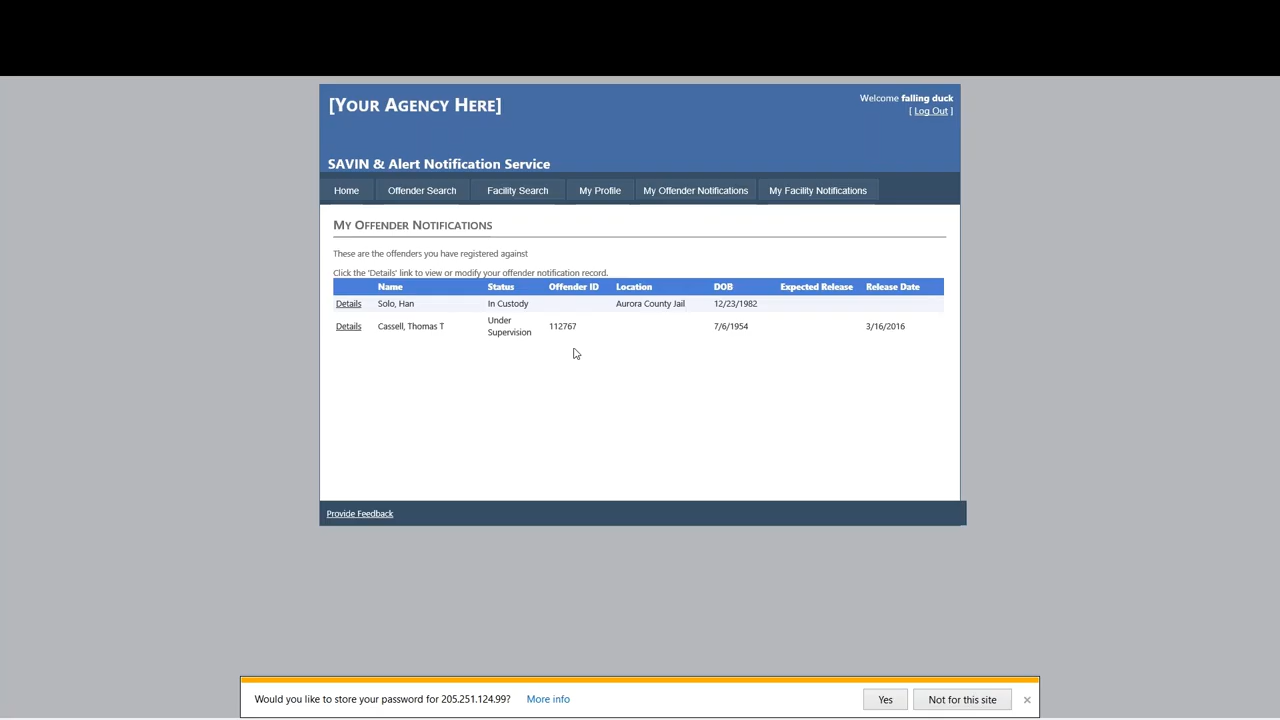 [YOUR AGENCY HERE]
Welcome falling duck
[ Log Out ]
SAVIN & Alert Notification Service
Home Offender Search Facility Search My Profile My Offender Notifications My Facility Notifications
MY OFFENDER NOTIFICATIONS
These are the offenders you have registered against
Click the 'Details' link to view or modify your offender notification record.
Name Status Offender ID Location DOB Expected Release Release Date
Details Solo, Han In Custody Aurora County Jail 12/23/1982
Details Cassell, Thomas T Under Supervision 112767 7/6/1954 3/16/2016
Provide Feedback
Would you like to store your password for 205.251.124.99? More info Yes Not for this site ×